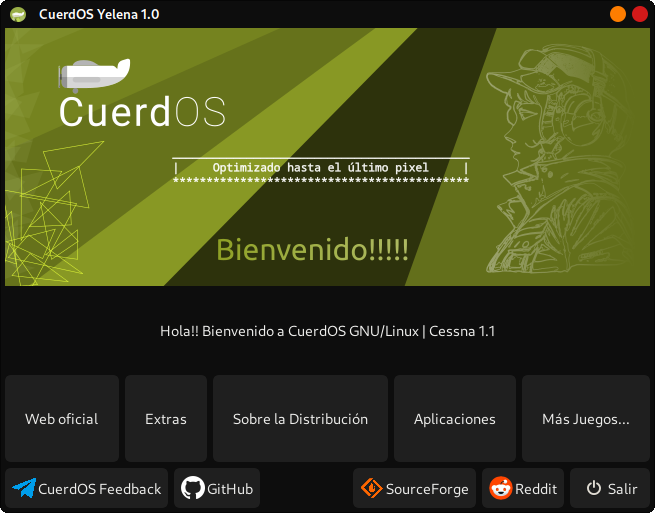 CuerdOS Yelena 1.0
CuerdOS
| Optimizado hasta el último pixel |
********************************************
Bienvenido!!!!!
Hola!! Bienvenido a CuerdOS GNU/Linux | Cessna 1.1
Web oficial
Extras
Sobre la Distribución
Aplicaciones
Más Juegos...
CuerdOS Feedback
GitHub
SourceForge
Reddit
Salir